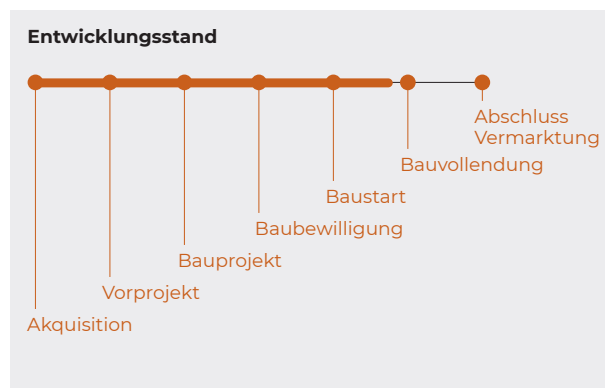 Entwicklungsstand
Abschluss
Vermarktung
Bauvollendung
Baustart
Baubewilligung
Bauprojekt
Vorprojekt
Akquisition